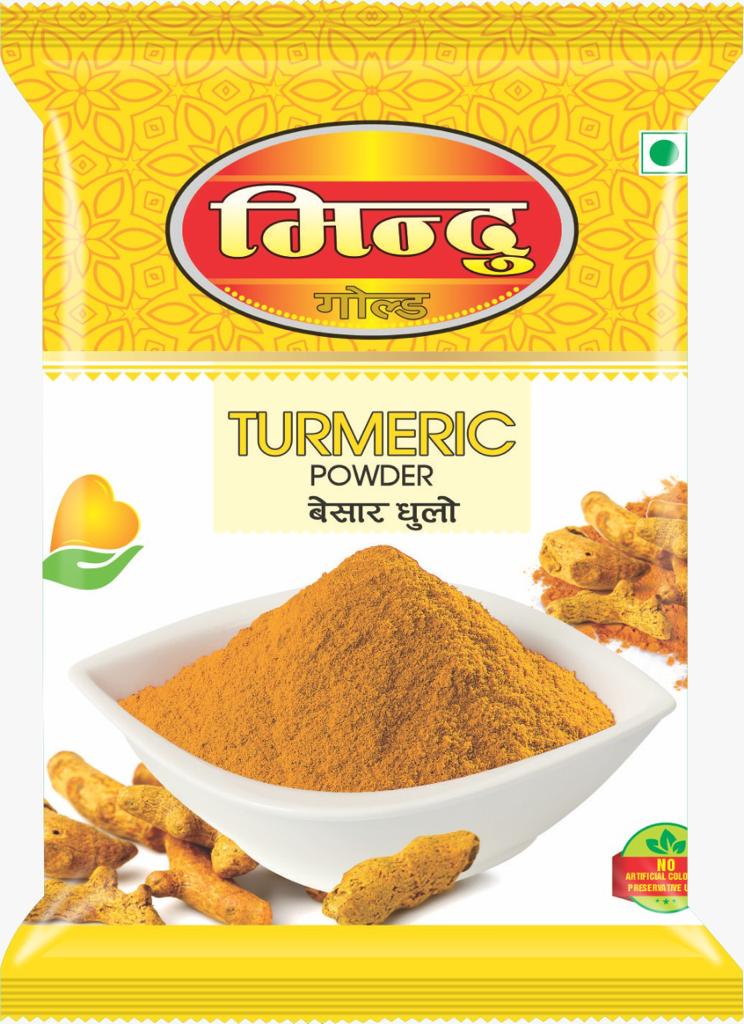 मिन्दु
गोल्ड
TURMERIC
POWDER
बेसार धुलो
NO
ARTIFICIAL COLO
PRESERVATIVE U